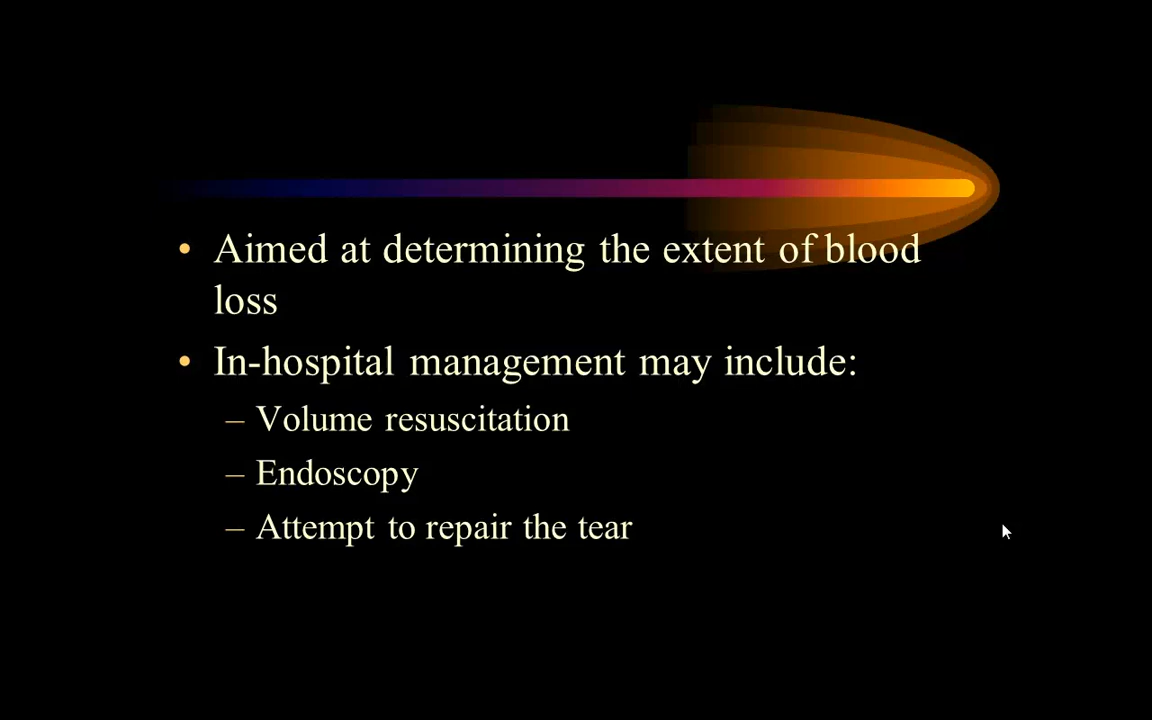 • Aimed at determining the extent of blood
loss
• In-hospital management may include:
– Volume resuscitation
– Endoscopy
– Attempt to repair the tear